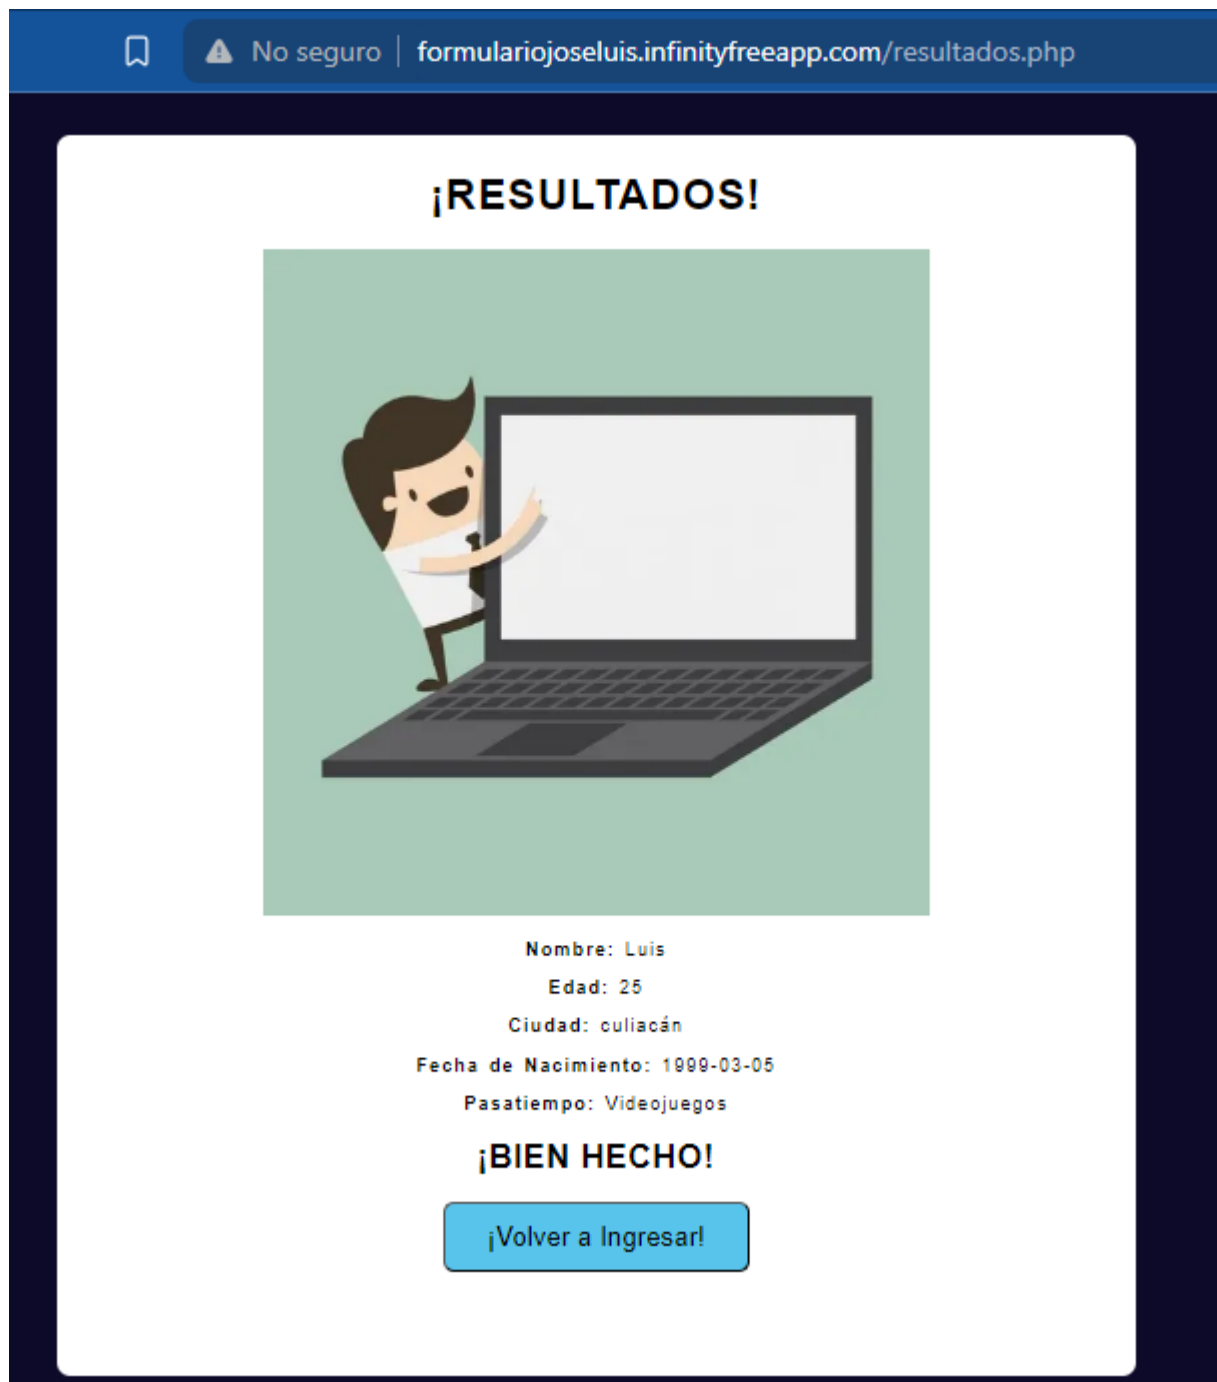 No seguro | formulariojoseluis.infinityfreeapp.com/resultados.php
¡RESULTADOS!
Nombre: Luis
Edad: 25
Ciudad: culiacán
Fecha de Nacimiento: 1999-03-05
Pasatiempo: Videojuegos
¡BIEN HECHO!
¡Volver a Ingresar!